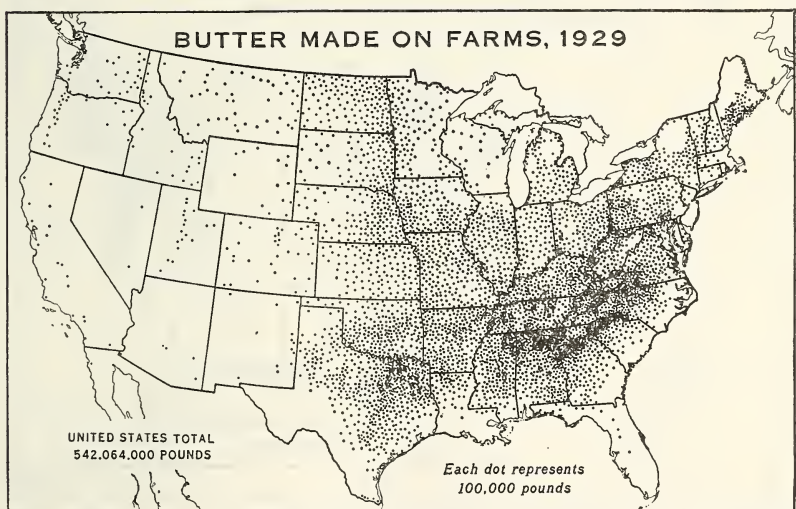 BUTTER MADE ON FARMS, 1929
UNITED STATES TOTAL
542,064,000 POUNDS
Each dot represents
100,000 pounds